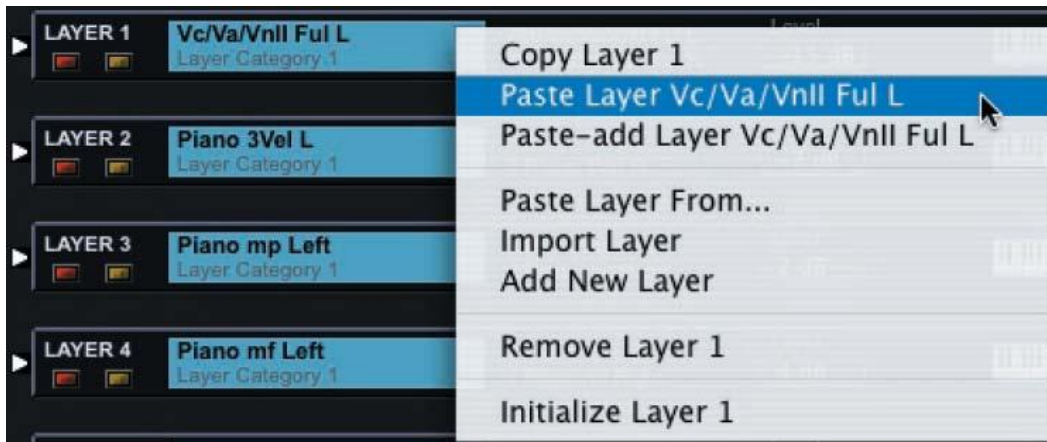 LAYER 1
Vc/Va/VnII Ful L
Layer Category 1
Level
LAYER 2
Piano 3Vel L
Layer Category 1
LAYER 3
Piano mp Left
Layer Category 1
LAYER 4
Piano mf Left
Layer Category 1
Copy Layer 1
Paste Layer Vc/Va/VnII Ful L
Paste-add Layer Vc/Va/VnII Ful L
Paste Layer From...
Import Layer
Add New Layer
Remove Layer 1
Initialize Layer 1